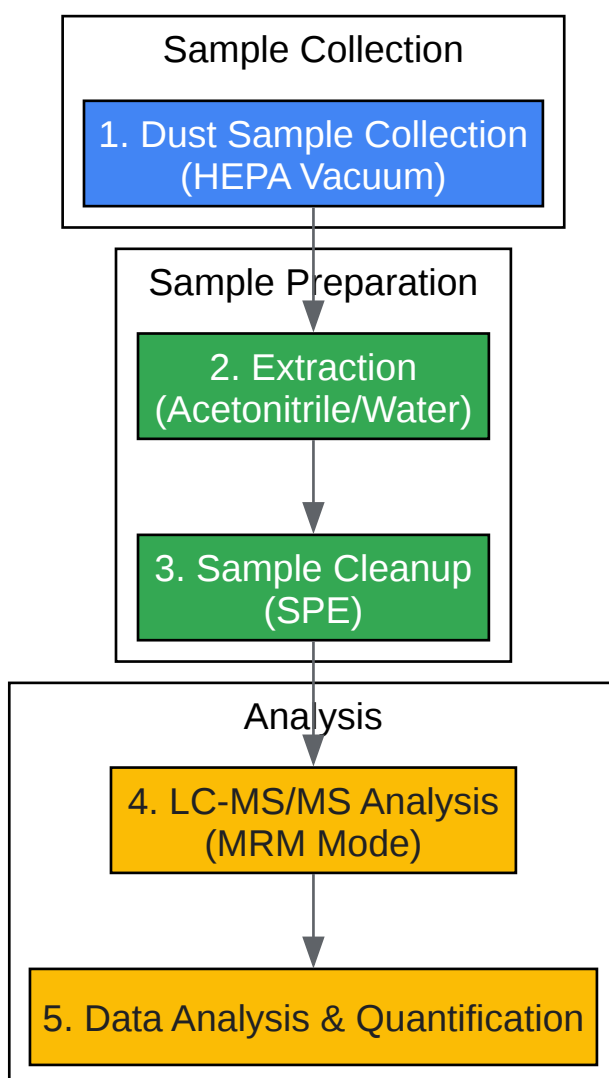 Sample Collection
1. Dust Sample Collection
(HEPA Vacuum)
Sample Preparation
2. Extraction
(Acetonitrile/Water)
3. Sample Cleanup
(SPE)
Analysis
4. LC-MS/MS Analysis
(MRM Mode)
5. Data Analysis & Quantification